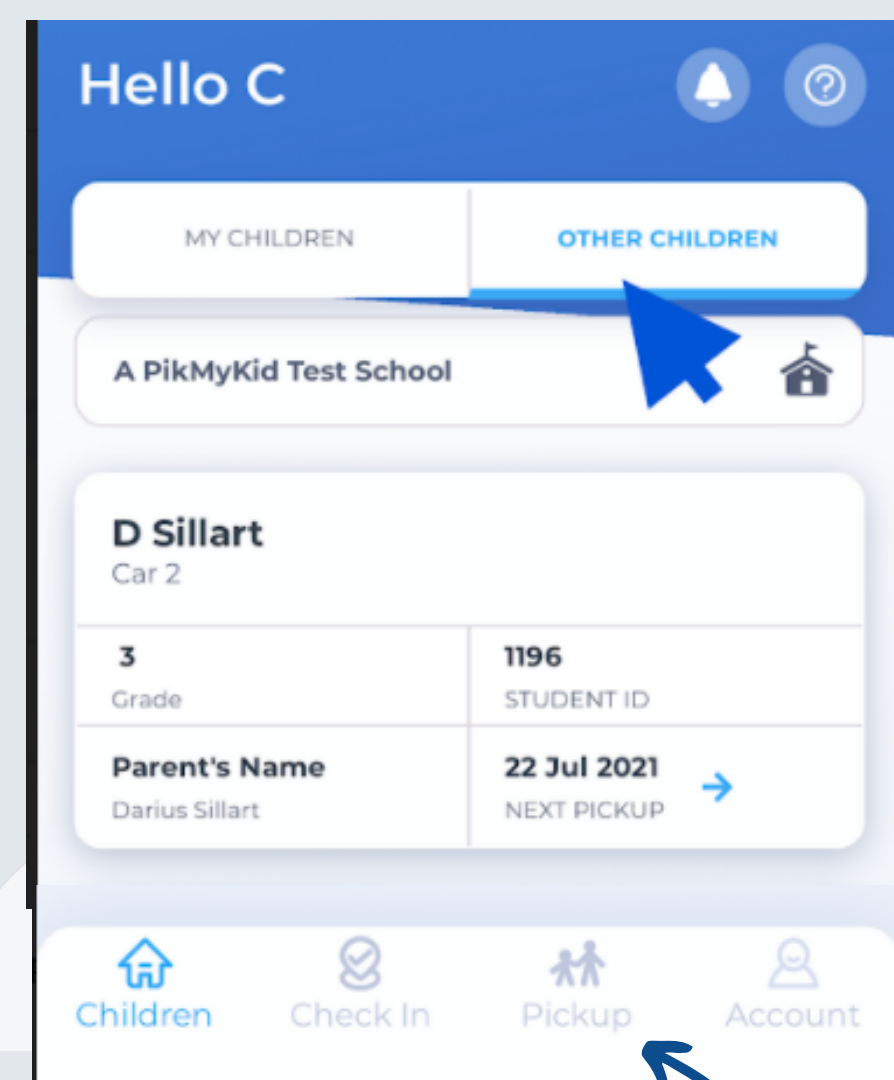 Hello C
MY CHILDREN
OTHER CHILDREN
A PikMyKid Test School
D Sillart
Car 2
3
Grade
1196
STUDENT ID
Parent's Name
Darius Sillart
22 Jul 2021
NEXT PICKUP
Children
Check In
Pickup
Account